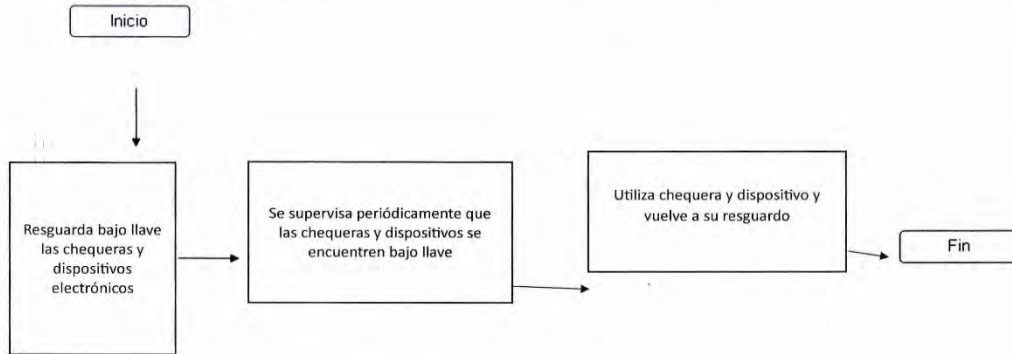 Inicio
Resguarda bajo llave
las chequeras y
dispositivos
electrónicos
Se supervisa periódicamente que
las chequeras y dispositivos se
encuentren bajo llave
Utiliza chequera y dispositivo y
vuelve a su resguardo
Fin